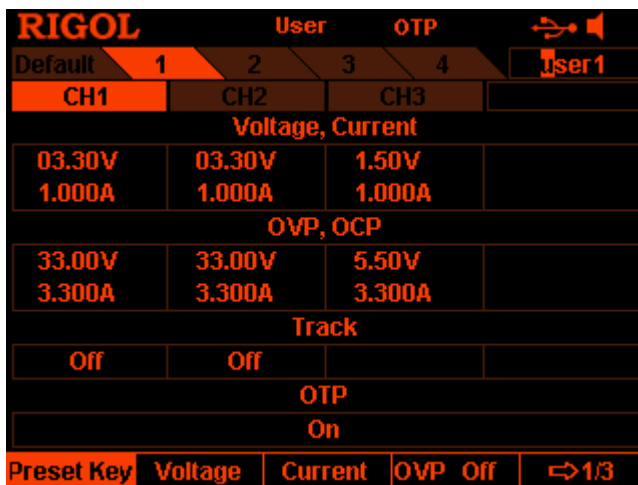 RIGOL User OTP
Default 1 2 3 4 user1
CH1 CH2 CH3
Voltage, Current
03.30V 03.30V 1.50V
1.000A 1.000A 1.000A
OVP, OCP
33.00V 33.00V 5.50V
3.300A 3.300A 3.300A
Track
Off Off
OTP
On
Preset Key Voltage Current OVP Off ⇨1/3